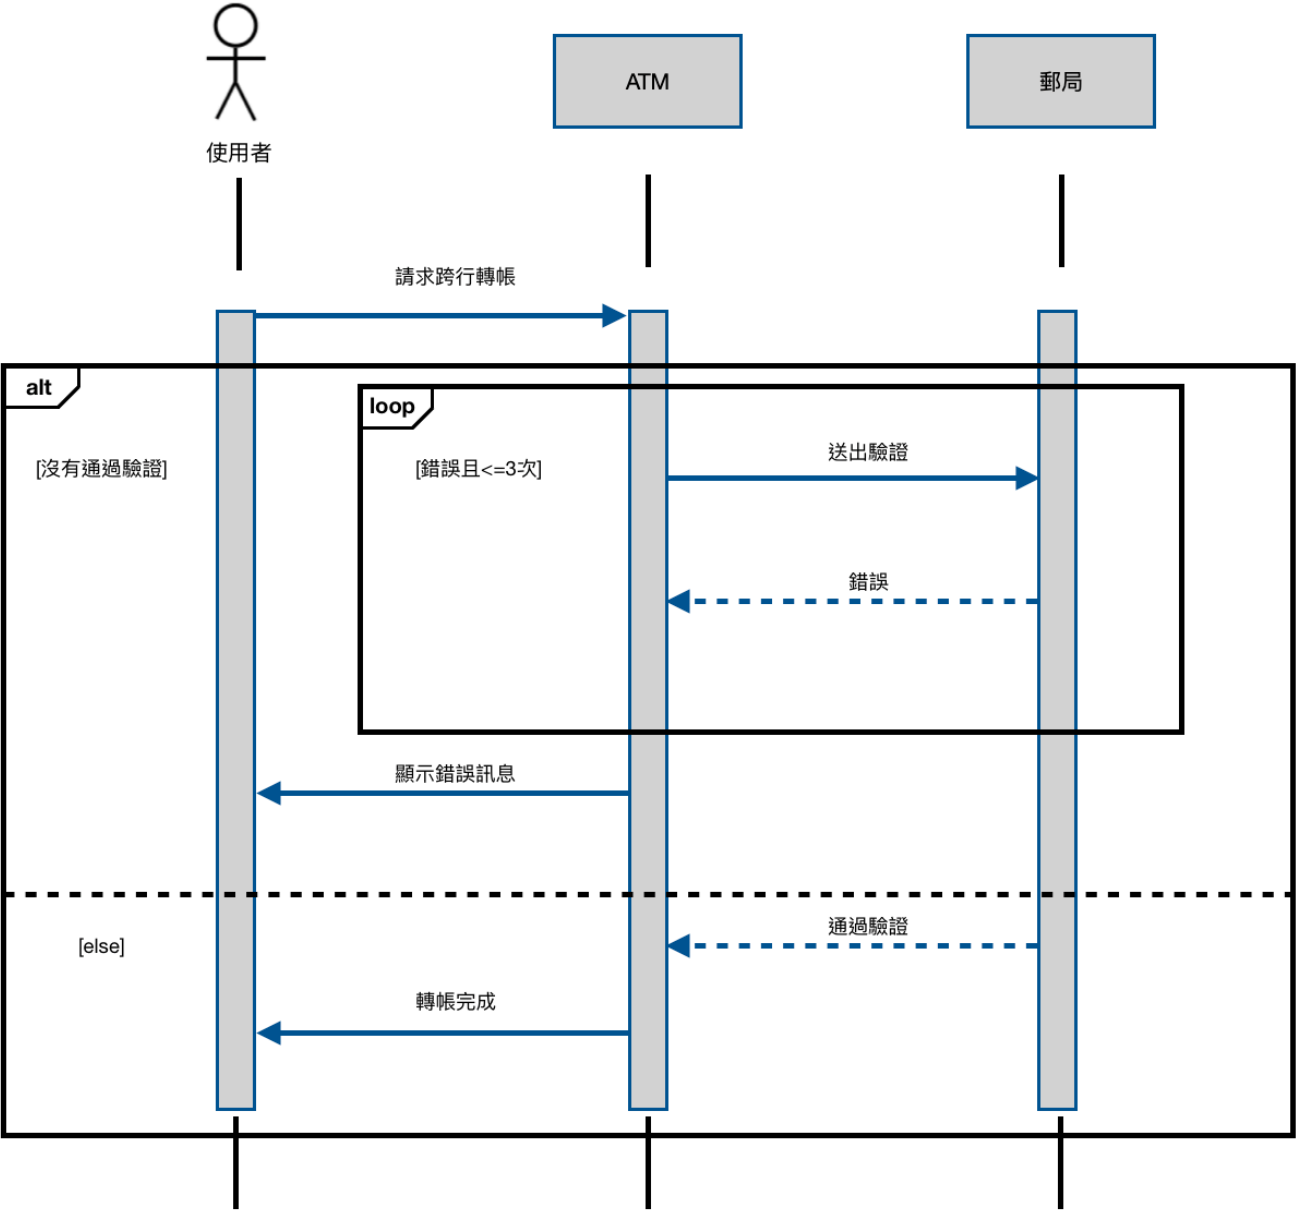 使用者
ATM
郵局
請求跨行轉帳
alt
loop
[沒有通過驗證]
[錯誤且<=3次]
送出驗證
錯誤
顯示錯誤訊息
[else]
通過驗證
轉帳完成